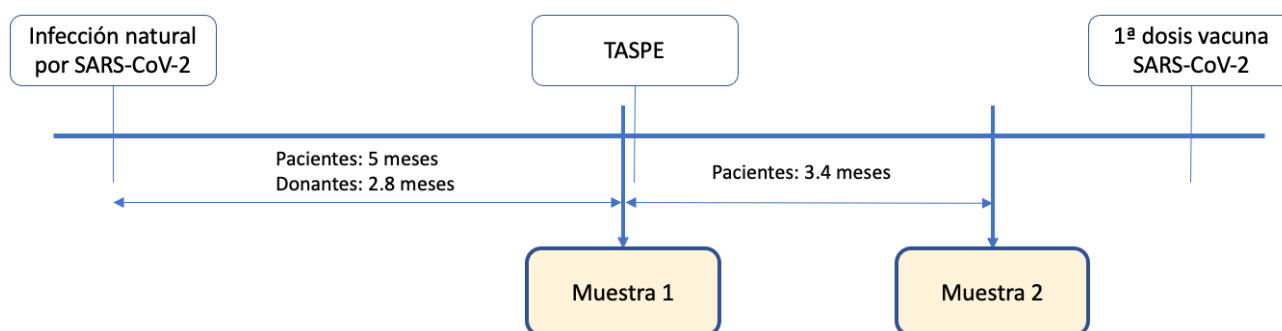 Infección natural
por SARS-CoV-2
TASPE
1ª dosis vacuna
SARS-CoV-2
Pacientes: 5 meses
Donantes: 2.8 meses
Pacientes: 3.4 meses
Muestra 1
Muestra 2